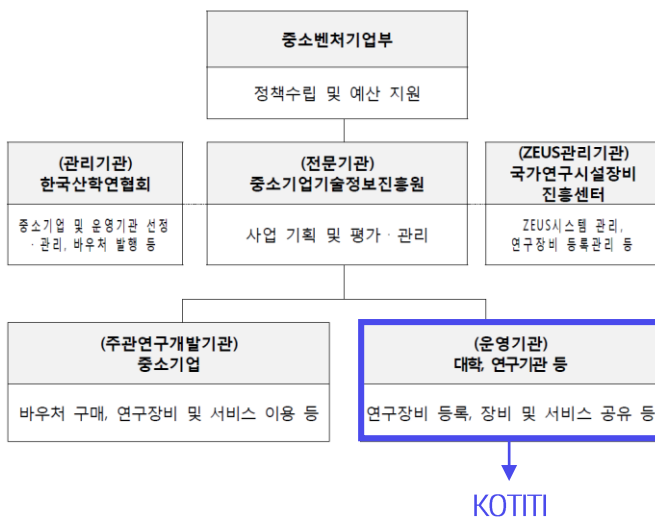 중소벤처기업부
정책수립 및 예산 지원
(관리기관)
한국산학연협회
중소기업 및 운영기관 선정
· 관리, 바우처 발행 등
(전문기관)
중소기업기술정보진흥원
사업 기획 및 평가 · 관리
(ZEUS관리기관)
국가연구시설장비
진흥센터
ZEUS시스템 관리,
연구장비 등록관리 등
(주관연구개발기관)
중소기업
바우처 구매, 연구장비 및 서비스 이용 등
(운영기관)
대학, 연구기관 등
연구장비 등록, 장비 및 서비스 공유 등
KOTITI